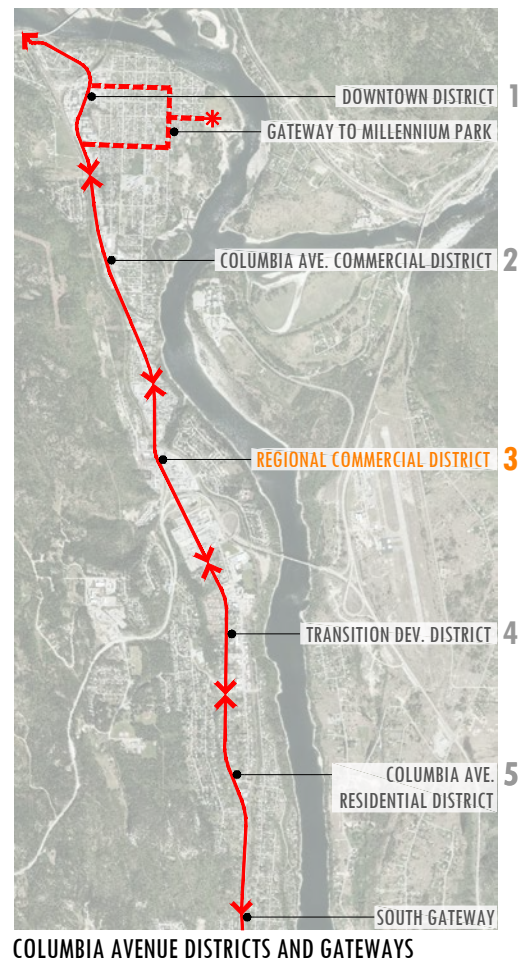 DOWNTOWN DISTRICT 1
GATEWAY TO MILLENNIUM PARK
COLUMBIA AVE. COMMERCIAL DISTRICT 2
REGIONAL COMMERCIAL DISTRICT 3
TRANSITION DEV. DISTRICT 4
COLUMBIA AVE. 5
RESIDENTIAL DISTRICT
SOUTH GATEWAY
COLUMBIA AVENUE DISTRICTS AND GATEWAYS